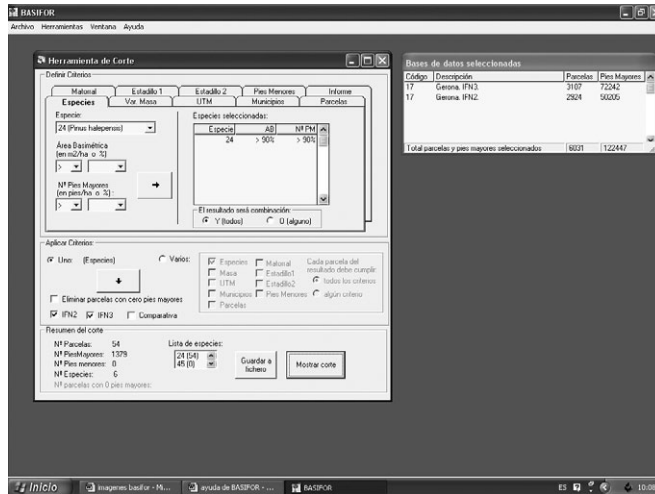 BASIFOR
Archivo Herramientas Ventana Ayuda
Herramienta de Corte
Definir Criterios
Matorral Estadillo 1 Estadillo 2 Pies Menores Informe
Especies Var. Masa UTM Municipios Parcelas
Especie:
24 (Pinus halepensis)
Área Basimétrica
(en m2/ha o %)
>
Nº Pies Mayores
(en pies/ha o %):
>
Especies seleccionadas:
Especie AB Nº PM
24 > 90% > 90%
El resultado será combinación:
Y (todos) O (alguno)
Aplicar Criterios:
Uno: (Especies) Varios:
Eliminar parcelas con cero pies mayores
IFN2 IFN3 Comparativa
Especies Matorral
Masa Estadillo1
UTM Estadillo2
Municipios Pies Menores
Parcelas
Cada parcela del
resultado debe cumplir:
todos los criterios
algún criterio
Resumen del corte
Nº Parcelas: 54
Nº PiesMayores: 1379
Nº Pies menores: 0
Nº Especies: 6
Nº parcelas con 0 pies mayores:
Lista de especies:
24 (54)
45 (0)
Guardar a
fichero
Mostrar corte
Bases de datos seleccionadas
Código Descripción Parcelas Pies Mayores
17 Gerona. IFN3. 3107 72242
17 Gerona. IFN2. 2924 50205
Total parcelas y pies mayores seleccionados 6031 122447
Inicio imagenes basifor - Mi... ayuda de BASIFOR - ... BASIFOR ES 10:08